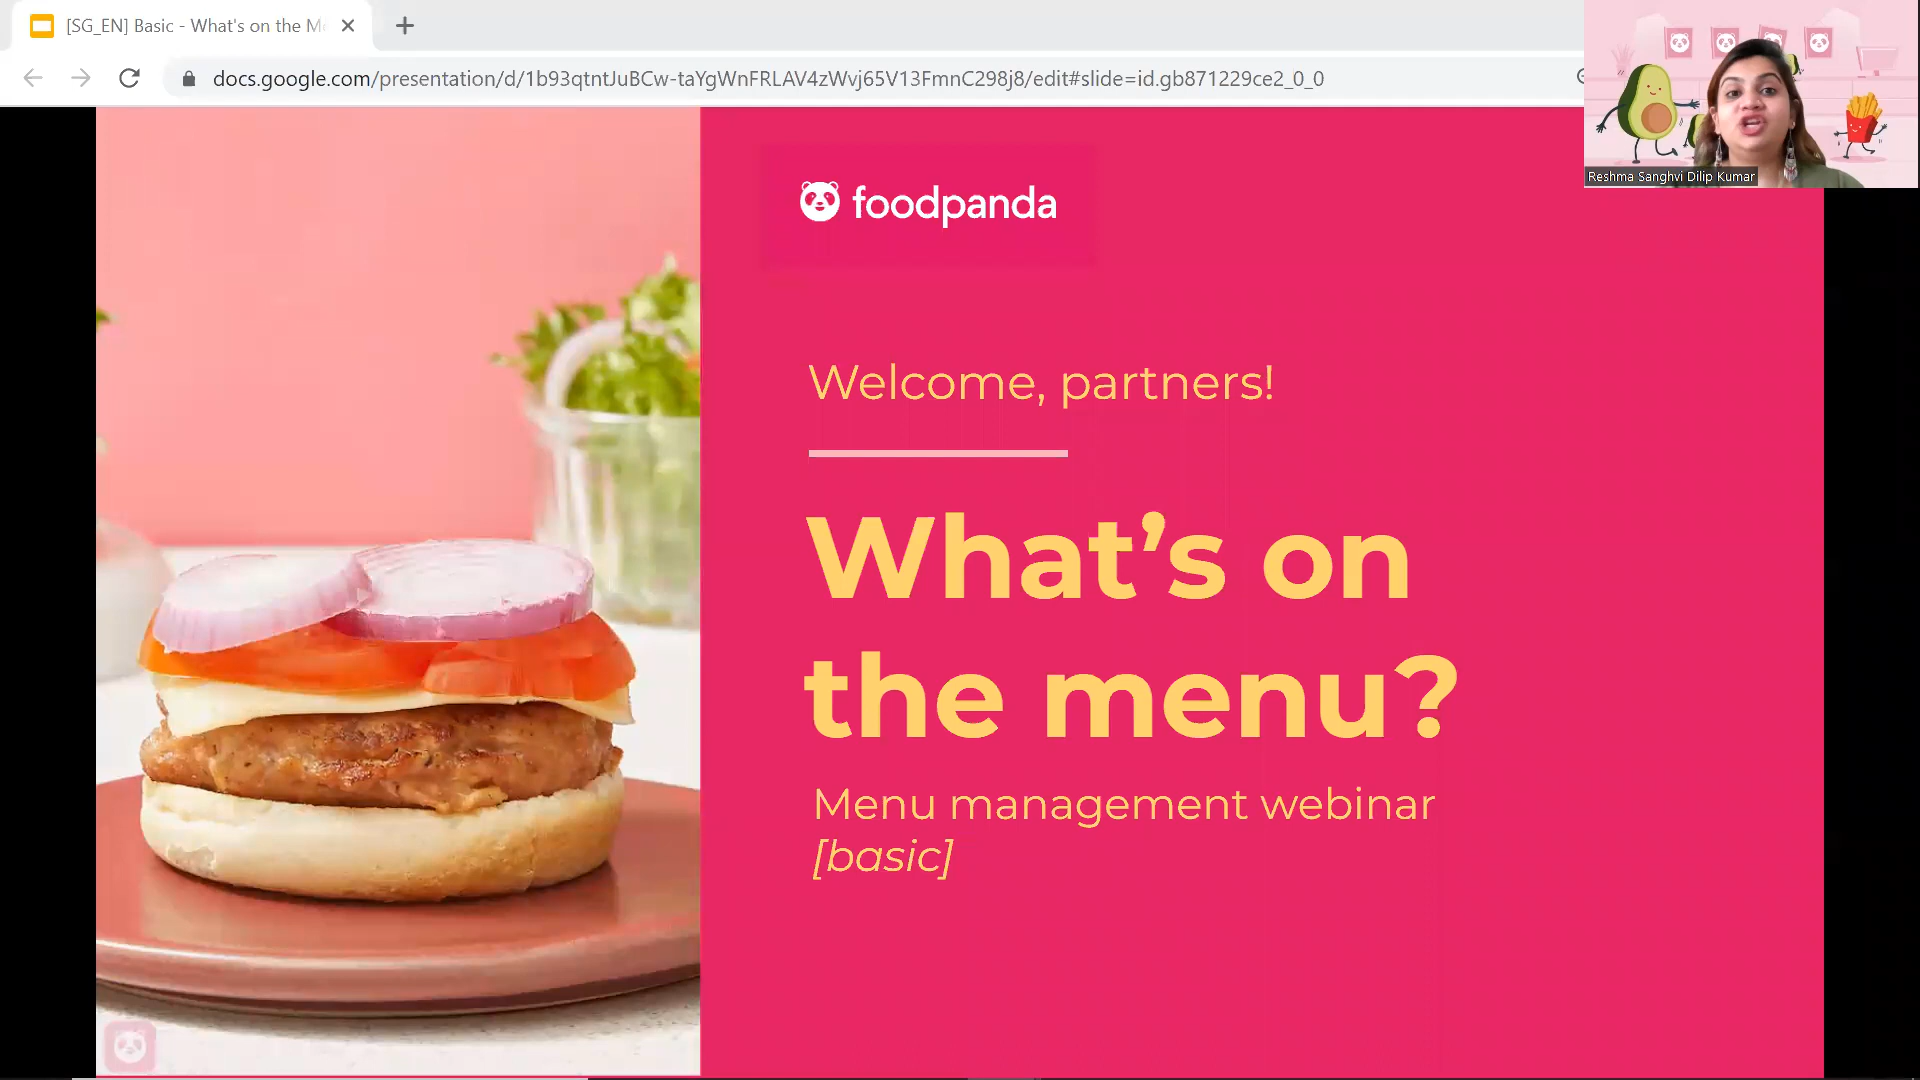 [SG_EN] Basic - What's on the M
docs.google.com/presentation/d/1b93qtntJuBCw-taYgWnFRLAV4zWvj65V13FmnC298j8/edit#slide=id.gb871229ce2_0_0
Reshma Sanghvi Dilip Kumar
foodpanda
Welcome, partners!
What’s on
the menu?
Menu management webinar
[basic]